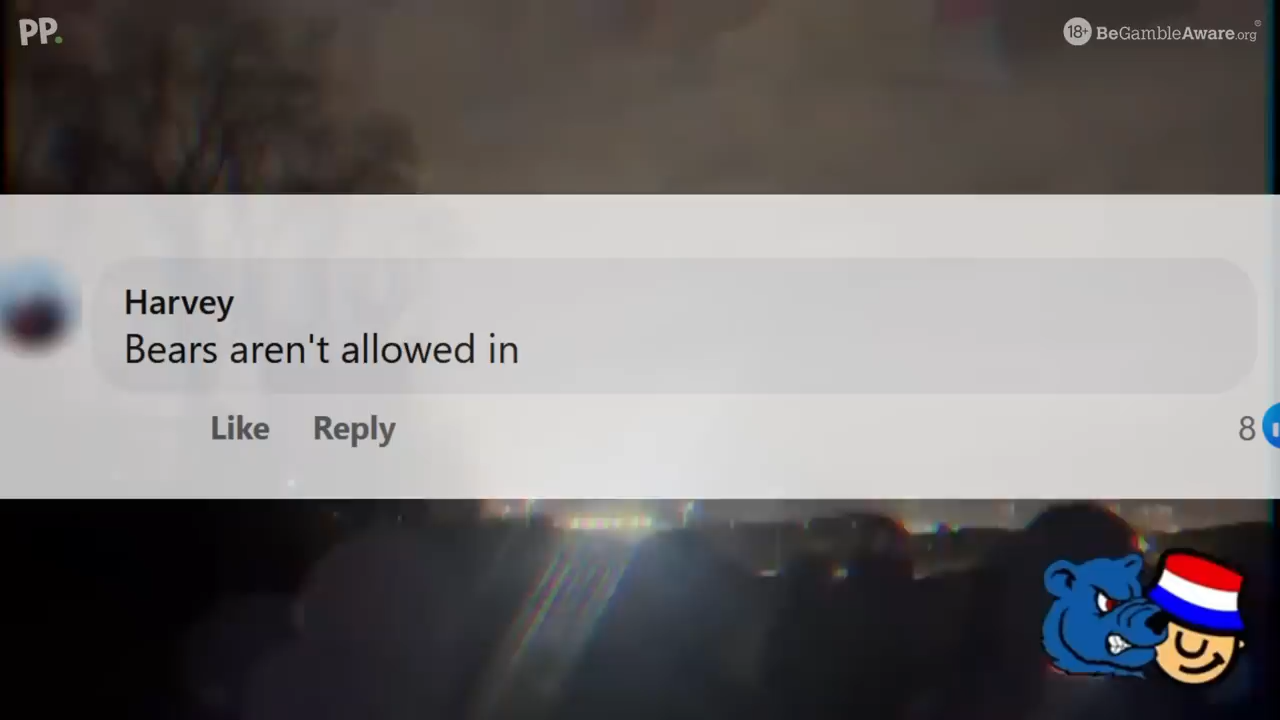 PP.
18+ BeGambleAware.org®
Harvey
Bears aren't allowed in
Like Reply 8